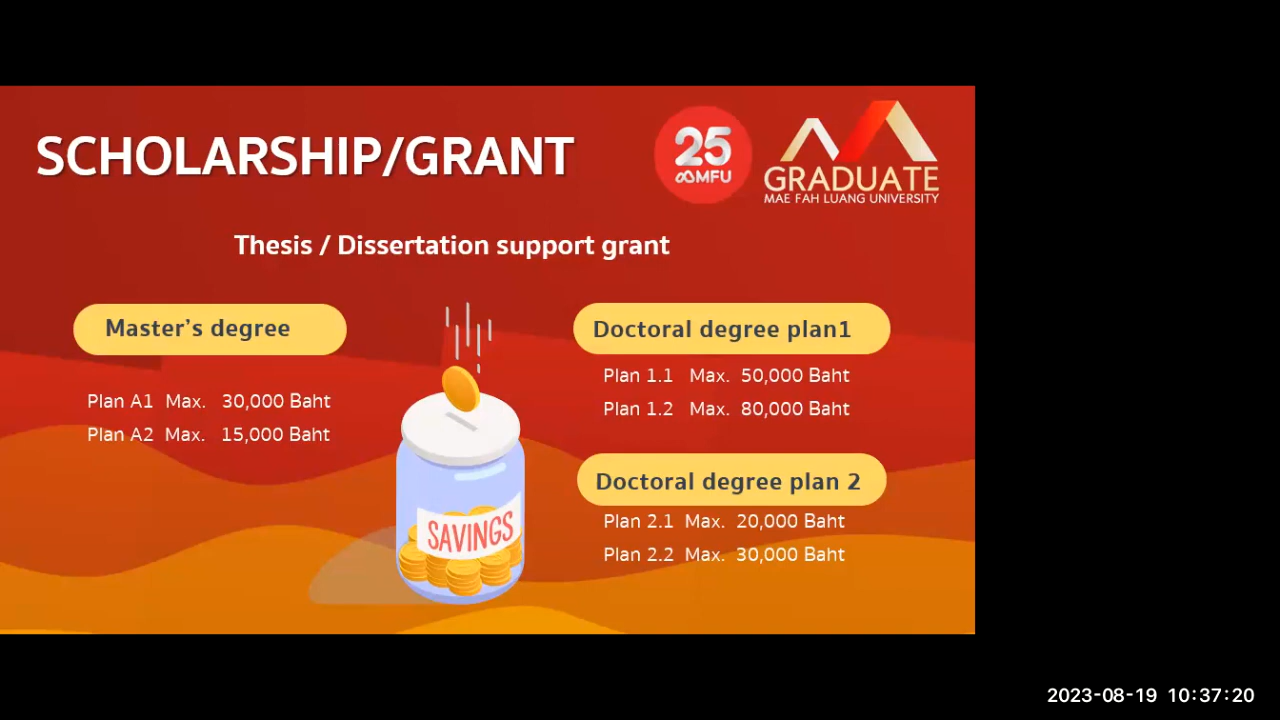 SCHOLARSHIP/GRANT
25
MFU
GRADUATE
MAE FAH LUANG UNIVERSITY
Thesis / Dissertation support grant
Master's degree
Plan A1 Max. 30,000 Baht
Plan A2 Max. 15,000 Baht
SAVINGS
Doctoral degree plan1
Plan 1.1 Max. 50,000 Baht
Plan 1.2 Max. 80,000 Baht
Doctoral degree plan 2
Plan 2.1 Max. 20,000 Baht
Plan 2.2 Max. 30,000 Baht
2023-08-19 10:37:20